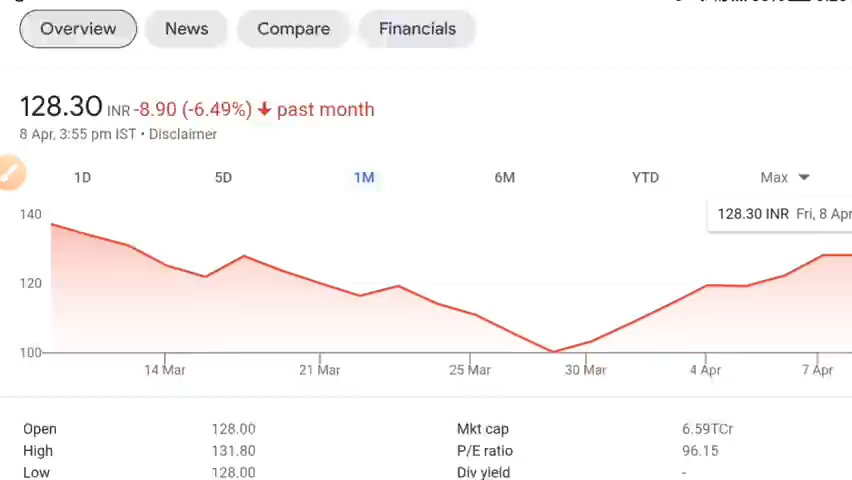 Overview News Compare Financials
128.30 INR -8.90 (-6.49%) past month
8 Apr, 3:55 pm IST • Disclaimer
1D 5D 1M 6M YTD Max
128.30 INR Fri, 8 Apr
140
120
100
14 Mar 21 Mar 25 Mar 30 Mar 4 Apr 7 Apr
Open 128.00 Mkt cap 6.59TCr
High 131.80 P/E ratio 96.15
Low 128.00 Div yield -